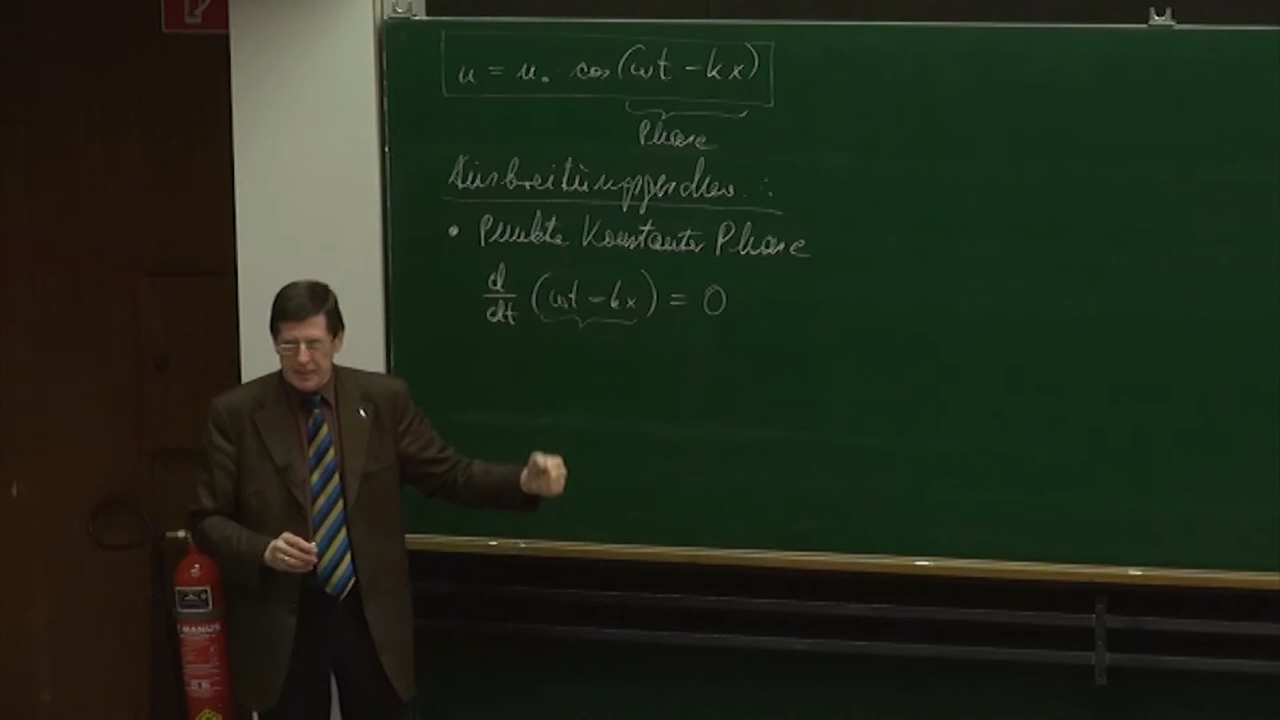 u = u₀ cos(ωt − kx)
Phase
Ausbreitungsgeschw. :
• Punkte Konstanter Phase
d/dt (ωt − kx) = 0